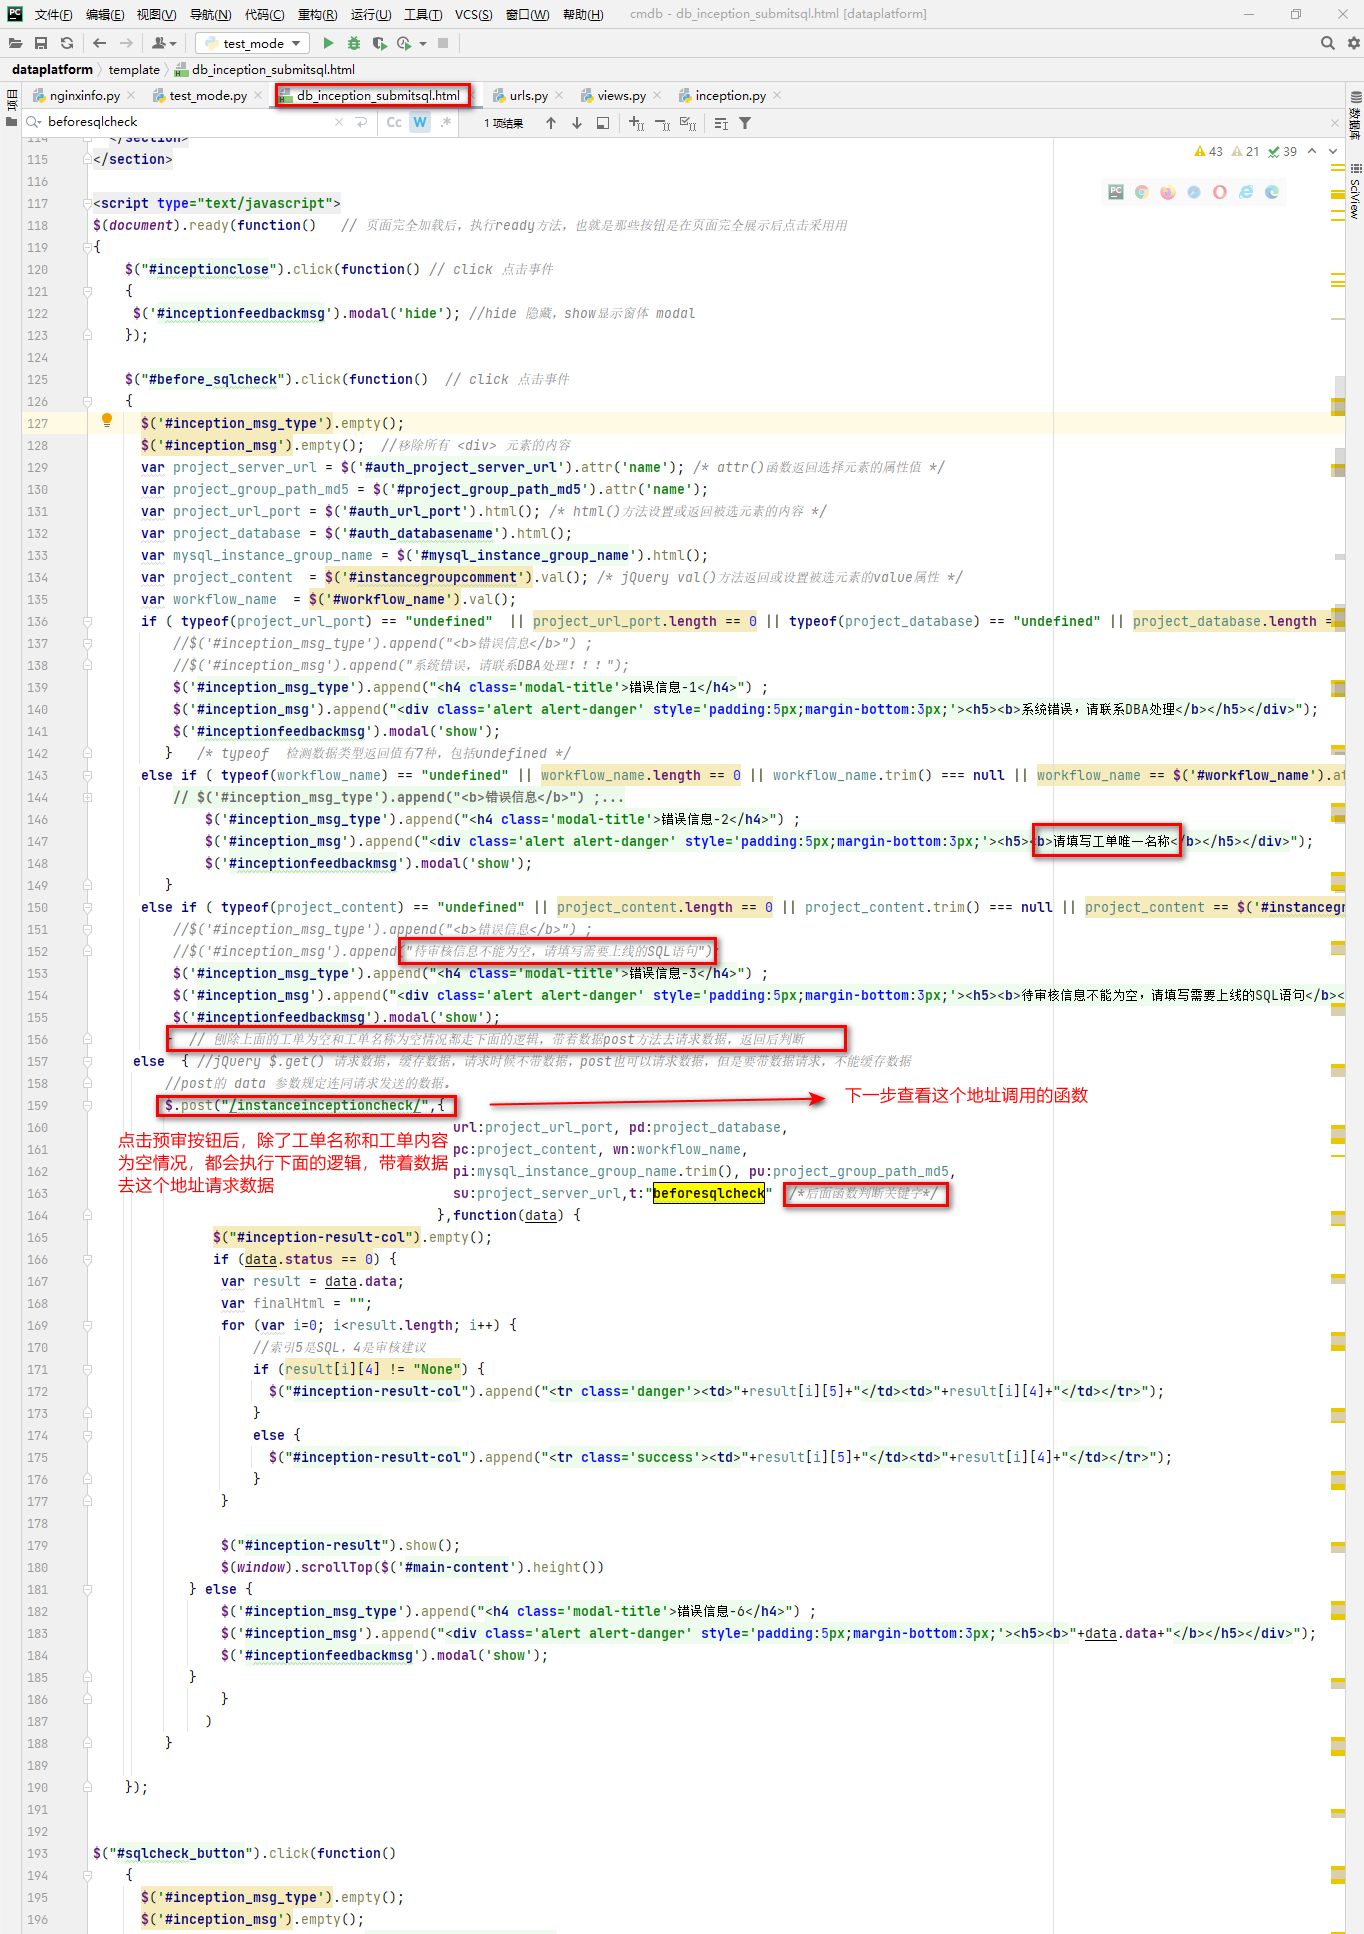 文件(F) 编辑(E) 视图(V) 导航(N) 代码(C) 重构(R) 运行(U) 工具(T) VCS(S) 窗口(W) 帮助(H) cmdb - db_inception_submitsql.html [dataplatform]
test_mode
dataplatform template db_inception_submitsql.html
nginxinfo.py test_mode.py db_inception_submitsql.html urls.py views.py inception.py
beforesqlcheck Cc W .* 1 项结果
项目
数据库
SciView
43 21 39
114 </section>
115 </section>
116
117 <script type="text/javascript">
118 $(document).ready(function() // 页面完全加载后，执行ready方法，也就是那些按钮是在页面完全展示后点击采用用
119 {
120 $("#inceptionclose").click(function() // click 点击事件
121 {
122 $('#inceptionfeedbackmsg').modal('hide'); //hide 隐藏，show显示窗体 modal
123 });
124
125 $("#before_sqlcheck").click(function() // click 点击事件
126 {
127 $('#inception_msg_type').empty();
128 $('#inception_msg').empty(); //移除所有 <div> 元素的内容
129 var project_server_url = $('#auth_project_server_url').attr('name'); /* attr()函数返回选择元素的属性值 */
130 var project_group_path_md5 = $('#project_group_path_md5').attr('name');
131 var project_url_port = $('#auth_url_port').html(); /* html()方法设置或返回被选元素的内容 */
132 var project_database = $('#auth_databasename').html();
133 var mysql_instance_group_name = $('#mysql_instance_group_name').html();
134 var project_content = $('#instancegroupcomment').val(); /* jQuery val()方法返回或设置被选元素的value属性 */
135 var workflow_name = $('#workflow_name').val();
136 if ( typeof(project_url_port) == "undefined" || project_url_port.length == 0 || typeof(project_database) == "undefined" || project_database.length =
137 //$('#inception_msg_type').append("<b>错误信息</b>") ;
138 //$('#inception_msg').append("系统错误，请联系DBA处理！！！");
139 $('#inception_msg_type').append("<h4 class='modal-title'>错误信息-1</h4>") ;
140 $('#inception_msg').append("<div class='alert alert-danger' style='padding:5px;margin-bottom:3px;'><h5><b>系统错误，请联系DBA处理</b></h5></div>");
141 $('#inceptionfeedbackmsg').modal('show');
142 } /* typeof 检测数据类型返回值有7种，包括undefined */
143 else if ( typeof(workflow_name) == "undefined" || workflow_name.length == 0 || workflow_name.trim() === null || workflow_name == $('#workflow_name').at
144 // $('#inception_msg_type').append("<b>错误信息</b>") ;...
146 $('#inception_msg_type').append("<h4 class='modal-title'>错误信息-2</h4>") ;
147 $('#inception_msg').append("<div class='alert alert-danger' style='padding:5px;margin-bottom:3px;'><h5><b>请填写工单唯一名称</b></h5></div>");
148 $('#inceptionfeedbackmsg').modal('show');
149 }
150 else if ( typeof(project_content) == "undefined" || project_content.length == 0 || project_content.trim() === null || project_content == $('#instancegr
151 //$('#inception_msg_type').append("<b>错误信息</b>") ;
152 //$('#inception_msg').append("待审核信息不能为空，请填写需要上线的SQL语句")
153 $('#inception_msg_type').append("<h4 class='modal-title'>错误信息-3</h4>") ;
154 $('#inception_msg').append("<div class='alert alert-danger' style='padding:5px;margin-bottom:3px;'><h5><b>待审核信息不能为空，请填写需要上线的SQL语句</b><
155 $('#inceptionfeedbackmsg').modal('show');
156 // 刨除上面的工单为空和工单名称为空情况都走下面的逻辑，带着数据post方法去请求数据，返回后判断
157 else { //jQuery $.get() 请求数据，缓存数据，请求时候不带数据，post也可以请求数据，但是要带数据请求，不能缓存数据
158 //post的 data 参数规定连同请求发送的数据。
159 $.post("/instanceinceptioncheck/",{ 下一步查看这个地址调用的函数
160 url:project_url_port, pd:project_database,
点击预审按钮后，除了工单名称和工单内容
161 pc:project_content, wn:workflow_name,
为空情况，都会执行下面的逻辑，带着数据
162 pi:mysql_instance_group_name.trim(), pu:project_group_path_md5,
去这个地址请求数据
163 su:project_server_url,t:"beforesqlcheck" /*后面函数判断关键字*/
164 },function(data) {
165 $("#inception-result-col").empty();
166 if (data.status == 0) {
167 var result = data.data;
168 var finalHtml = "";
169 for (var i=0; i<result.length; i++) {
170 //索引5是SQL，4是审核建议
171 if (result[i][4] != "None") {
172 $("#inception-result-col").append("<tr class='danger'><td>"+result[i][5]+"</td><td>"+result[i][4]+"</td></tr>");
173 }
174 else {
175 $("#inception-result-col").append("<tr class='success'><td>"+result[i][5]+"</td><td>"+result[i][4]+"</td></tr>");
176 }
177 }
178
179 $("#inception-result").show();
180 $(window).scrollTop($('#main-content').height())
181 } else {
182 $('#inception_msg_type').append("<h4 class='modal-title'>错误信息-6</h4>") ;
183 $('#inception_msg').append("<div class='alert alert-danger' style='padding:5px;margin-bottom:3px;'><h5><b>"+data.data+"</b></h5></div>");
184 $('#inceptionfeedbackmsg').modal('show');
185 }
186 }
187 )
188 }
189
190 });
191
192
193 $("#sqlcheck_button").click(function()
194 {
195 $('#inception_msg_type').empty();
196 $('#inception_msg').empty();